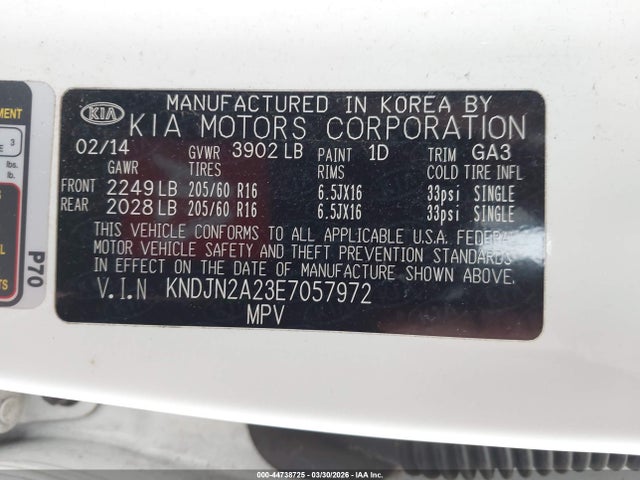 MENT
3
E
lbs.
lb.
P70
KIA
MANUFACTURED IN KOREA BY
KIA MOTORS CORPORATION
02/14 GVWR 3902 LB PAINT 1D TRIM GA3
GAWR TIRES RIMS COLD TIRE INFL
FRONT 2249 LB 205/60 R16 6.5JX16 33psi SINGLE
REAR 2028 LB 205/60 R16 6.5JX16 33psi SINGLE
THIS VEHICLE CONFORMS TO ALL APPLICABLE U.S.A. FEDERAL
MOTOR VEHICLE SAFETY AND THEFT PREVENTION STANDARDS
IN EFFECT ON THE DATE OF MANUFACTURE SHOWN ABOVE.
V.I.N KNDJN2A23E7057972
MPV
000-44738725 - 03/30/2026 - IAA, Inc.